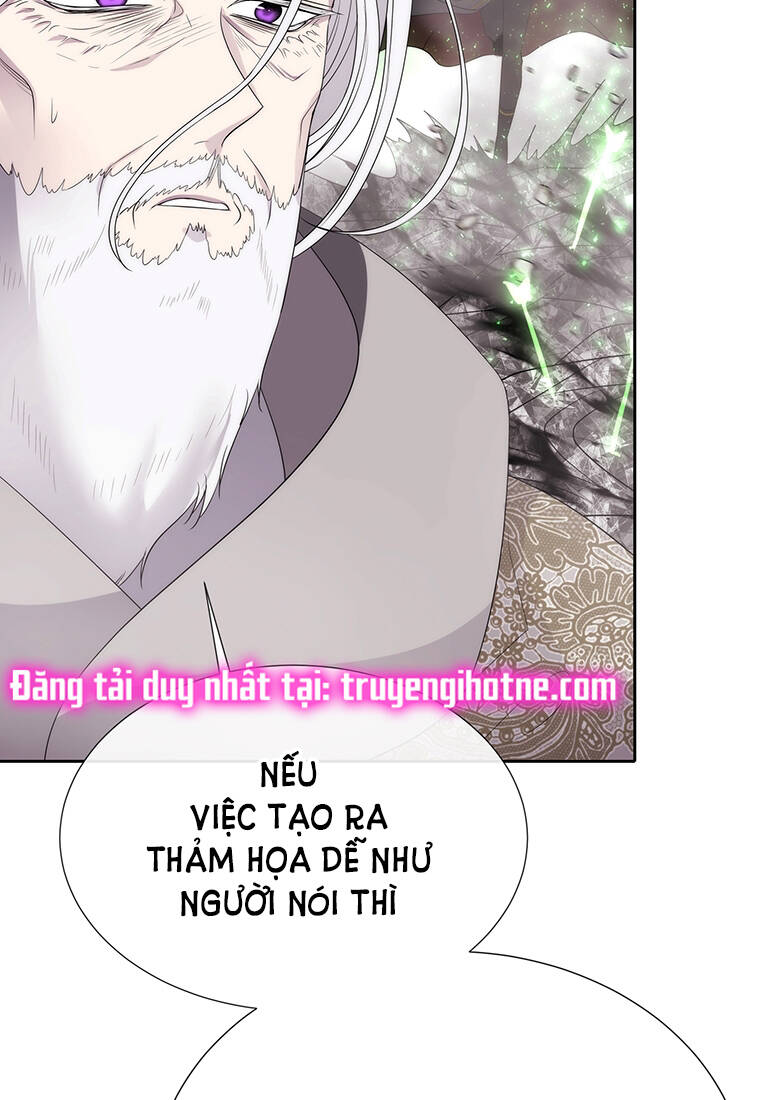 Đăng tải duy nhất tại: truyengihotne.com
NẾU
VIỆC TẠO RA
THẢM HỌA DỄ NHƯ
NGƯỜI NÓI THÌ